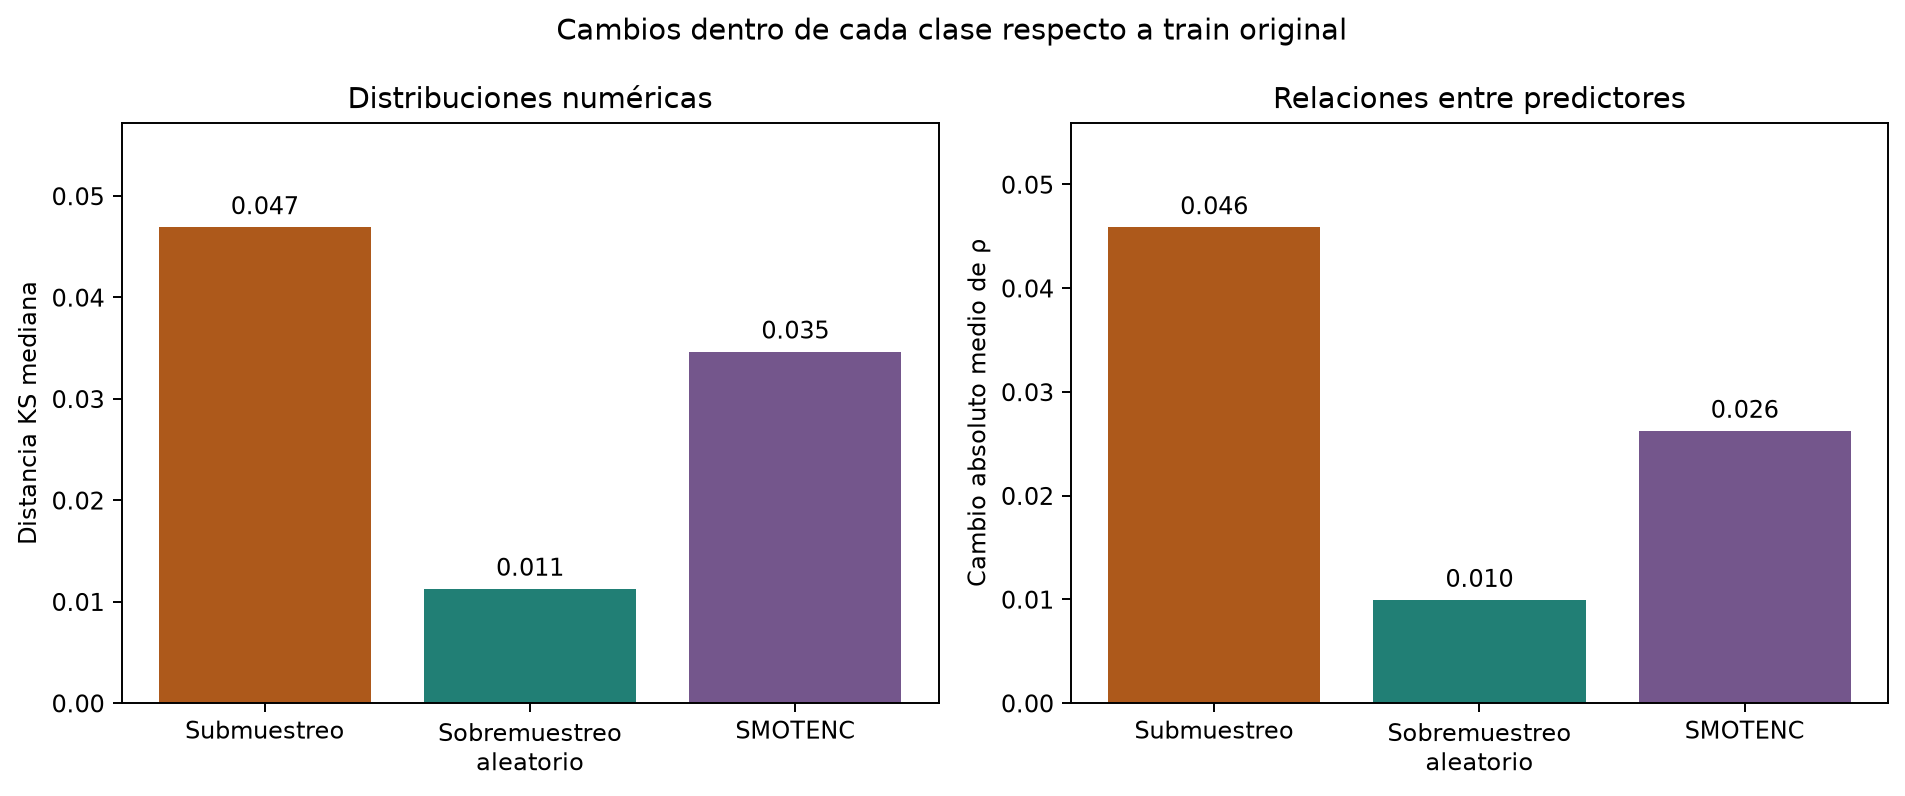 Cambios dentro de cada clase respecto a train original
Distribuciones numéricas
Distancia KS mediana
0.05
0.04
0.03
0.02
0.01
0.00
0.047
0.011
0.035
Submuestreo
Sobremuestreo
aleatorio
SMOTENC
Relaciones entre predictores
Cambio absoluto medio de ρ
0.05
0.04
0.03
0.02
0.01
0.00
0.046
0.010
0.026
Submuestreo
Sobremuestreo
aleatorio
SMOTENC